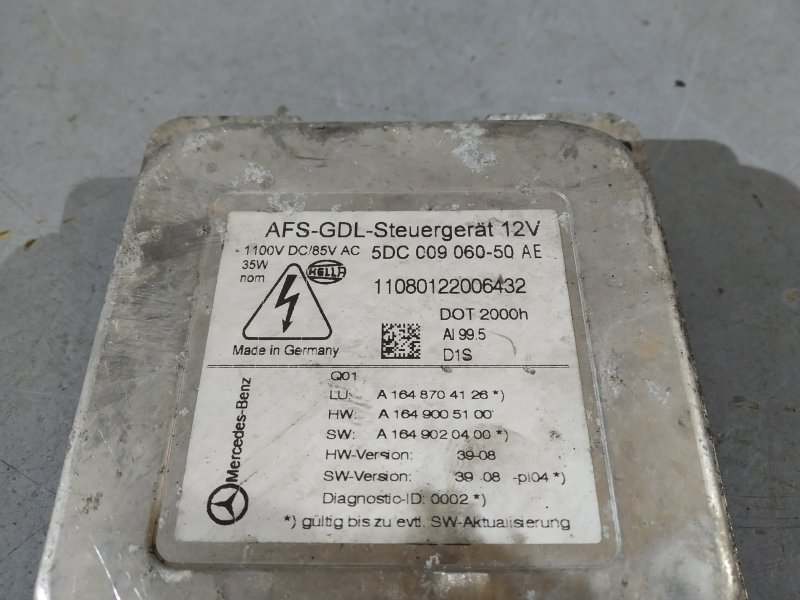 AFS-GDL-Steuergerät 12V
- 1100V DC/85V AC 5DC 009 060-50 AE
35W
nom
HELLA
11080122006432
DOT 2000h
AI 99.5
D1S
Made in Germany
Q01
LU: A 164 870 41 26 *)
HW: A 164 900 51 00
SW: A 164 902 04 00 *)
HW-Version: 39-08
SW-Version: 39 08 -pl04 *)
Diagnostic-ID: 0002 *)
*) gültig bis zu evtl. SW-Aktualisierung
Mercedes-Benz